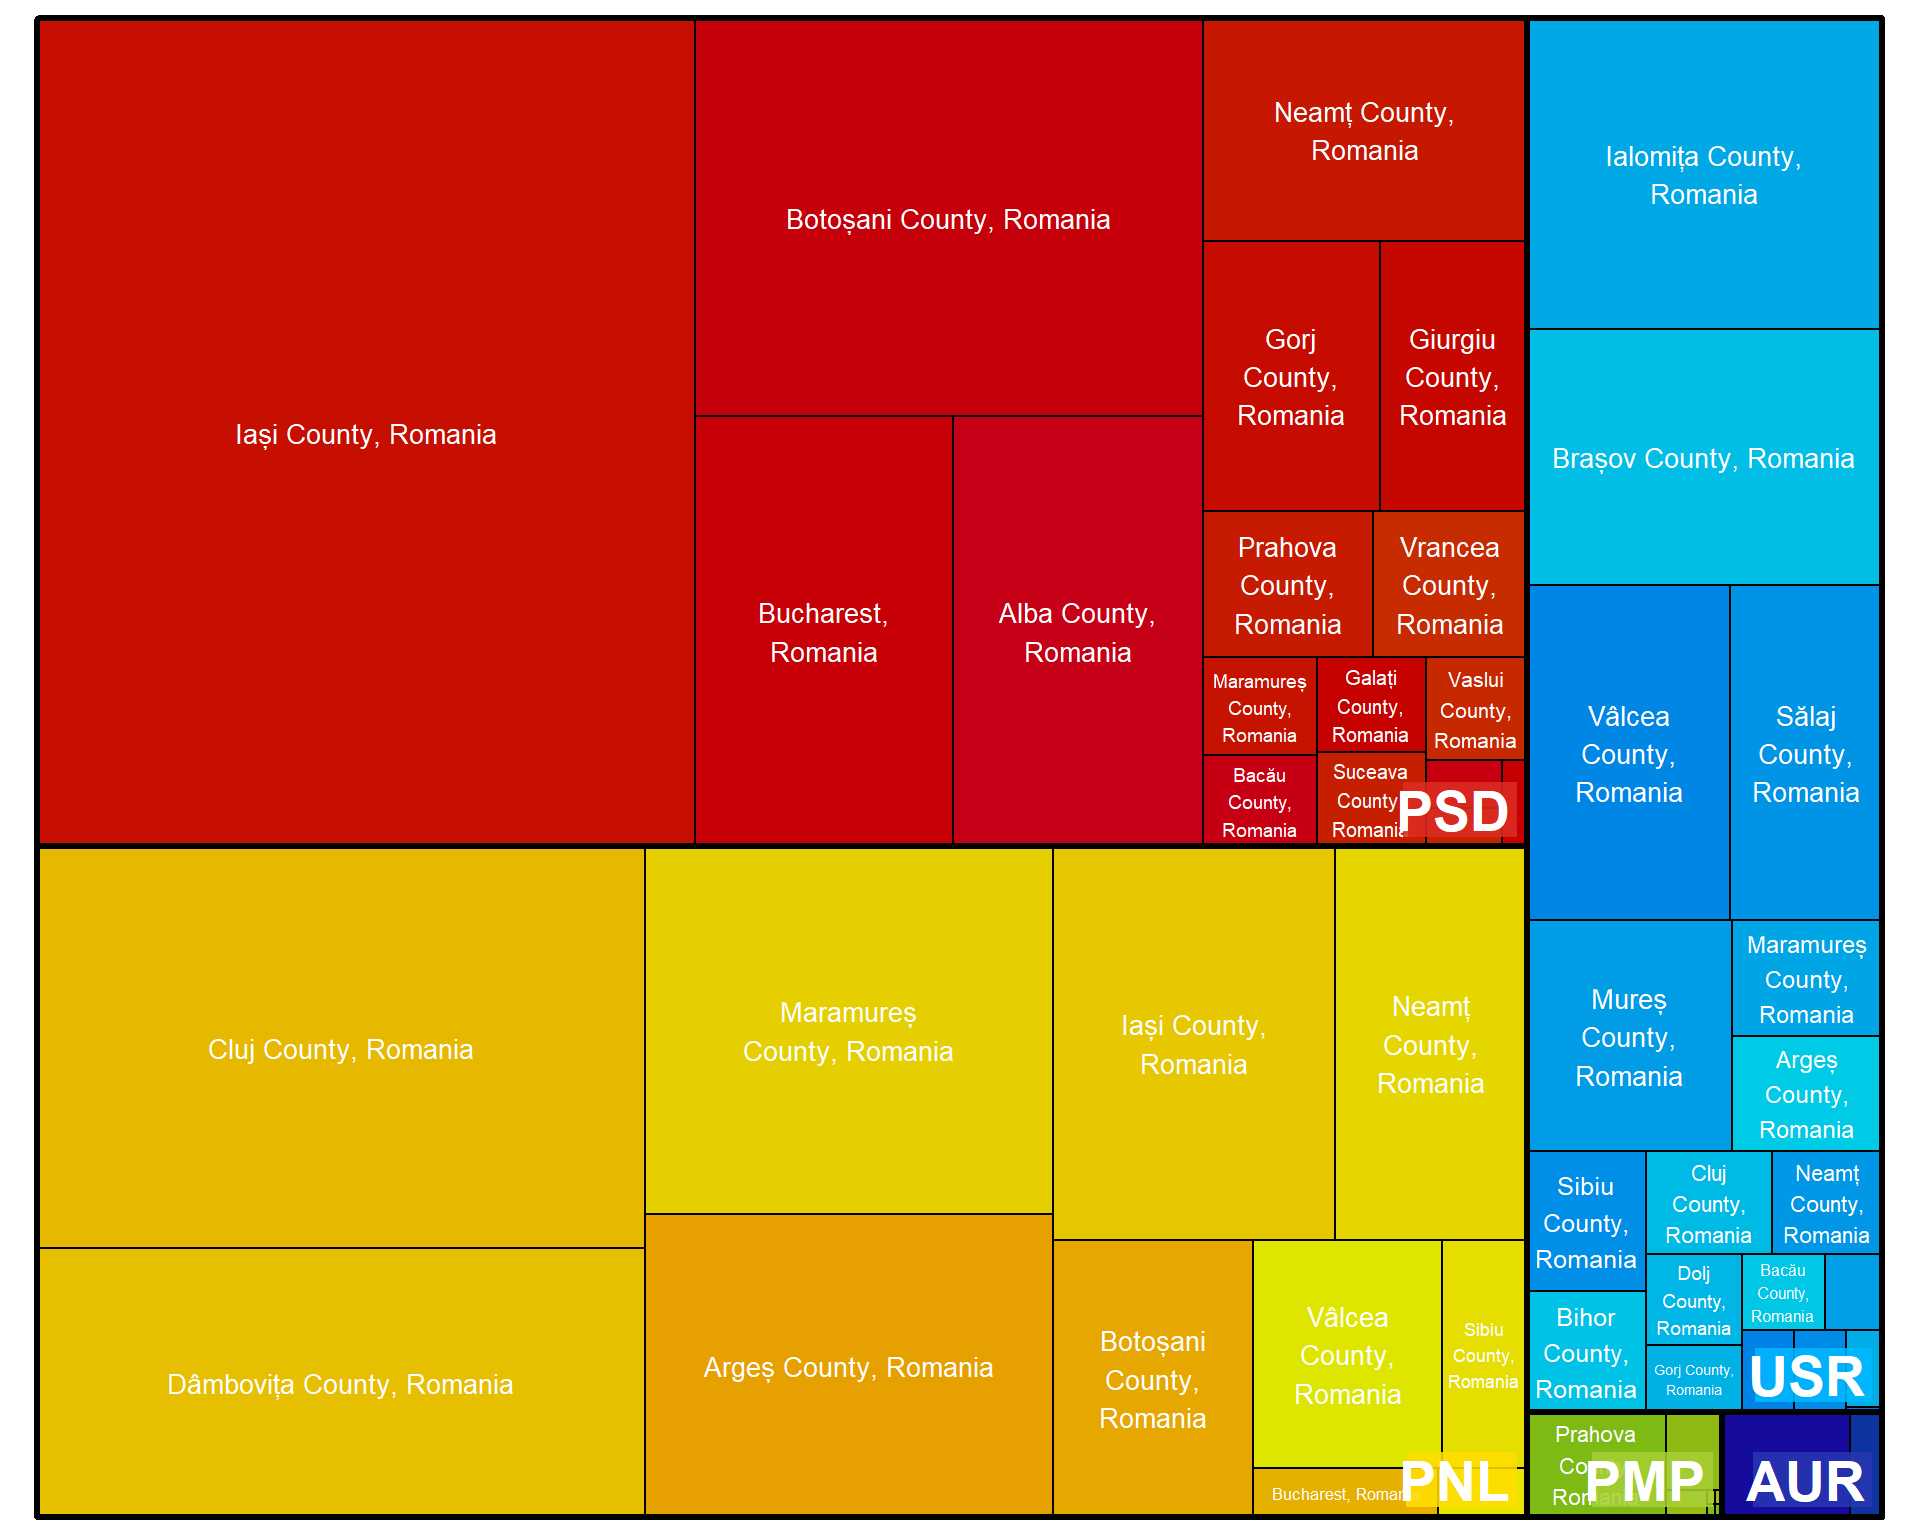 Iași County, Romania
Botoșani County, Romania
Bucharest,
Romania
Alba County,
Romania
Neamț County,
Romania
Gorj
County,
Romania
Giurgiu
County,
Romania
Prahova
County,
Romania
Vrancea
County,
Romania
Maramureș
County,
Romania
Galați
County,
Romania
Vaslui
County,
Romania
Bacău
County,
Romania
Suceava
County,
Romania
PSD
Cluj County, Romania
Dâmbovița County, Romania
Maramureș
County, Romania
Argeș County, Romania
Iași County,
Romania
Neamț
County,
Romania
Botoșani
County,
Romania
Vâlcea
County,
Romania
Sibiu
County,
Romania
Bucharest, Romania
PNL
Ialomița County,
Romania
Brașov County, Romania
Vâlcea
County,
Romania
Sălaj
County,
Romania
Mureș
County,
Romania
Maramureș
County,
Romania
Argeș
County,
Romania
Sibiu
County,
Romania
Cluj
County,
Romania
Neamț
County,
Romania
Bihor
County,
Romania
Dolj
County,
Romania
Bacău
County,
Romania
Gorj County,
Romania
USR
Prahova
County,
Romania
PMP
AUR